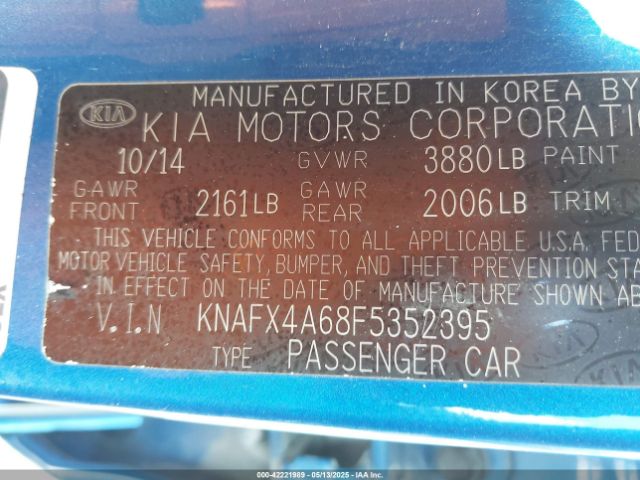 MANUFACTURED IN KOREA BY
KIA KIA MOTORS CORPORATIO
10/14 GVWR 3880LB PAINT
GAWR FRONT 2161LB GAWR REAR 2006LB TRIM
THIS VEHICLE CONFORMS TO ALL APPLICABLE U.S.A. FED
MOTOR VEHICLE SAFETY, BUMPER, AND THEFT PREVENTION STA
IN EFFECT ON THE DATE OF MANUFACTURE SHOWN AB
V.I.N KNAFX4A68F5352395
TYPE PASSENGER CAR
000-42221989 - 05/13/2025 - IAAI.COM